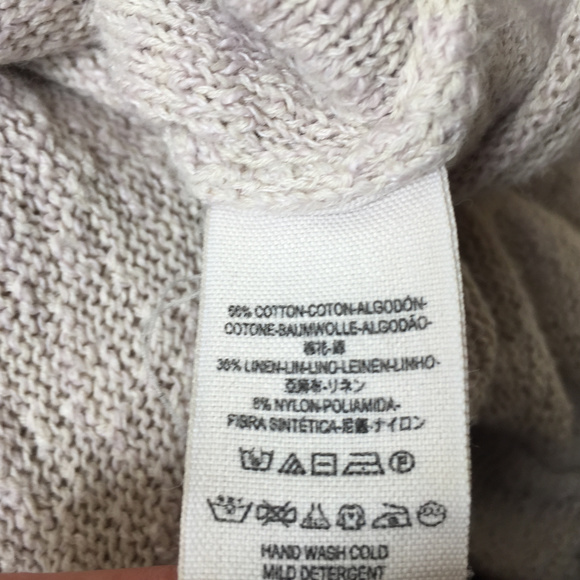 56% COTTON-COTON-ALGODÓN-
COTONE-BAUMWOLLE-ALGODÃO-
棉花-綿
36% LINEN-LIN-LINO-LEINEN-LINHO-
亞麻布-リネン
8% NYLON-POLIAMIDA-
FIBRA SINTÉTICA-尼龍-ナイロン
P
HAND WASH COLD
MILD DETERGENT